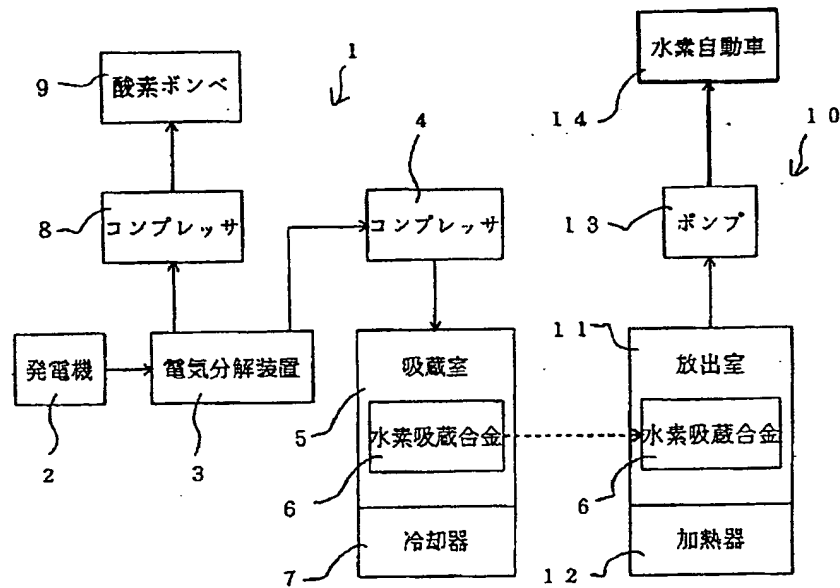 水素自動車
1
9
酸素ボンベ
4
14
10
8
コンプレッサ
コンプレッサ
13
ポンプ
11
発電機
電気分解装置
吸蔵室
放出室
5
水素吸蔵合金
水素吸蔵合金
2
3
6
6
冷却器
加熱器
7
12